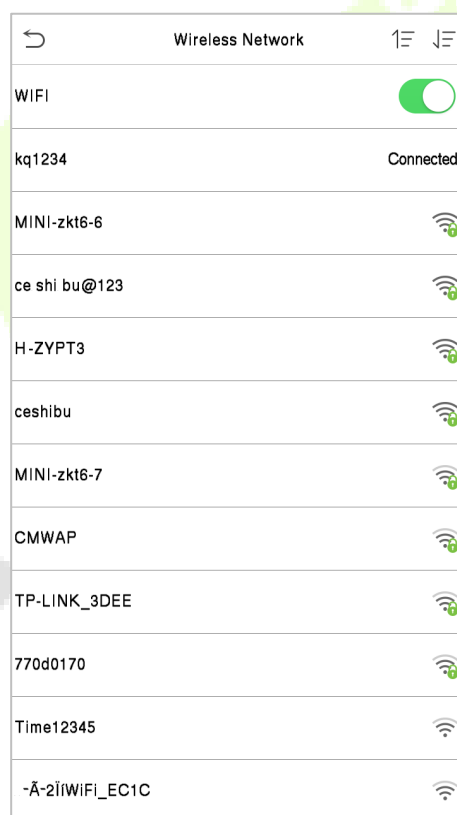 Wireless Network
WIFI
kq1234 Connected
MINI-zkt6-6
ce shi bu@123
H-ZYPT3
ceshibu
MINI-zkt6-7
CMWAP
TP-LINK_3DEE
770d0170
Time12345
-Ã-2ÏíWiFi_EC1C